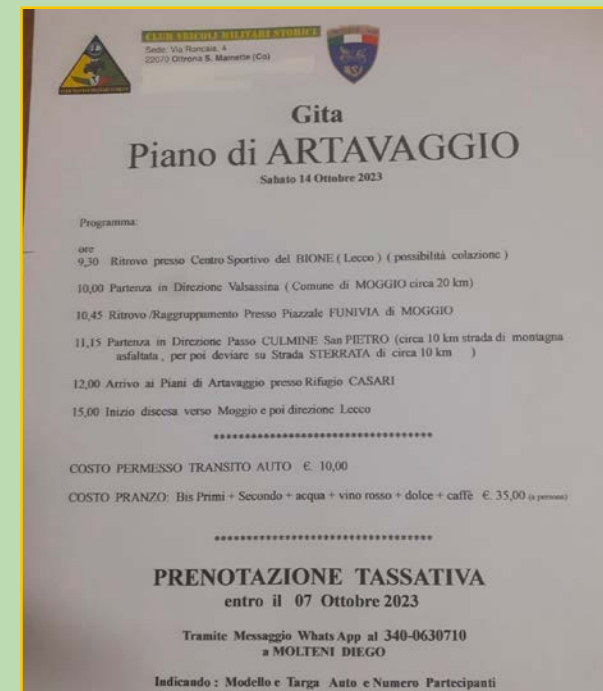 CLUB VEICOLI MILITARI STORICI
Sede: Via Roncaia, 4
22070 Oltrona S. Mamette (Co)
Gita
Piano di ARTAVAGGIO
Sabato 14 Ottobre 2023
Programma:
ore
9,30 Ritrovo presso Centro Sportivo del BIONE ( Lecco ) ( possibilità colazione )
10,00 Partenza in Direzione Valsassina ( Comune di MOGGIO circa 20 km)
10,45 Ritrovo /Raggruppamento Presso Piazzale FUNIVIA di MOGGIO
11,15 Partenza in Direzione Passo CULMINE San PIETRO (circa 10 km strada di montagna
asfaltata , per poi deviare su Strada STERRATA di circa 10 km )
12,00 Arrivo ai Piani di Artavaggio presso Rifugio CASARI
15,00 Inizio discesa verso Moggio e poi direzione Lecco
***********************************
COSTO PERMESSO TRANSITO AUTO €. 10,00
COSTO PRANZO: Bis Primi + Secondo + acqua + vino rosso + dolce + caffè €. 35,00 (a persona)
***********************************
PRENOTAZIONE TASSATIVA
entro il 07 Ottobre 2023
Tramite Messaggio Whats App al 340-0630710
a MOLTENI DIEGO
Indicando : Modello e Targa Auto e Numero Partecipanti